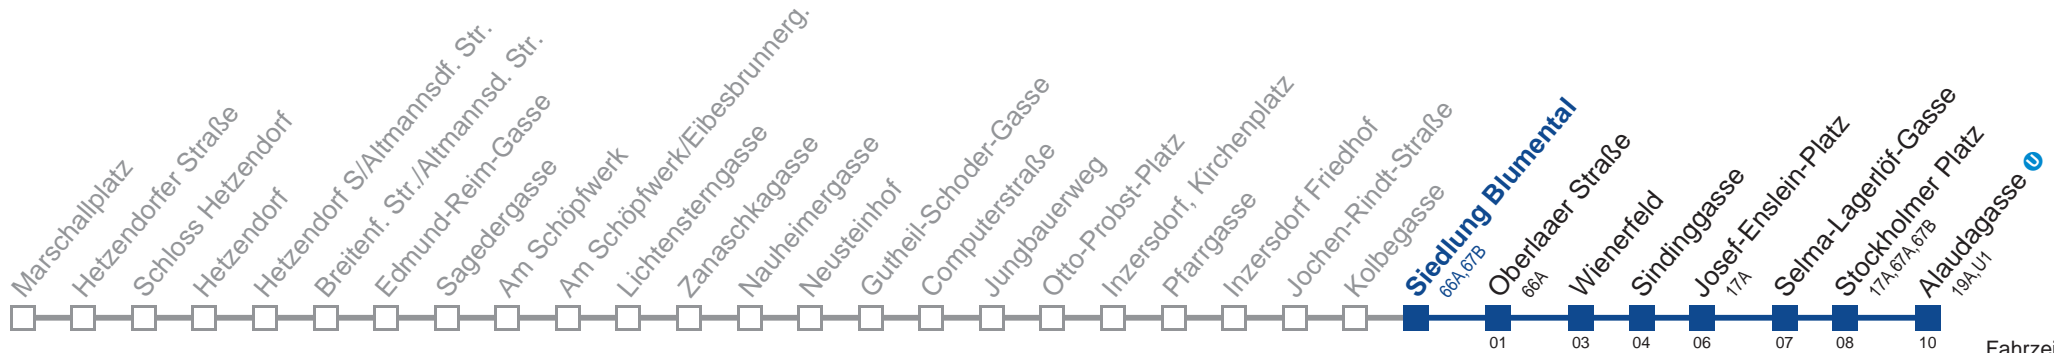 Marschallplatz
Hetzendorfer Straße
Schloss Hetzendorf
Hetzendorf
Hetzendorf S/Altmannsdf. Str.
Breitenf. Str./Altmannsd. Str.
Edmund-Reim-Gasse
Sagedergasse
Am Schöpfwerk
Am Schöpfwerk/Eibesbrunnerg.
Lichtensterngasse
Zanaschkagasse
Nauheimergasse
Neusteinhof
Gutheil-Schoder-Gasse
Computerstraße
Jungbauerweg
Otto-Probst-Platz
Inzersdorf, Kirchenplatz
Pfarrgasse
Inzersdorf Friedhof
Jochen-Rindt-Straße
Kolbegasse
Siedlung Blumental
66A,67B
Oberlaaer Straße
66A
01
Wienerfeld
03
Sindinggasse
04
Josef-Enslein-Platz
17A
06
Selma-Lagerlöf-Gasse
07
Stockholmer Platz
17A,67A,67B
08
Alaudagasse U
19A,U1
10